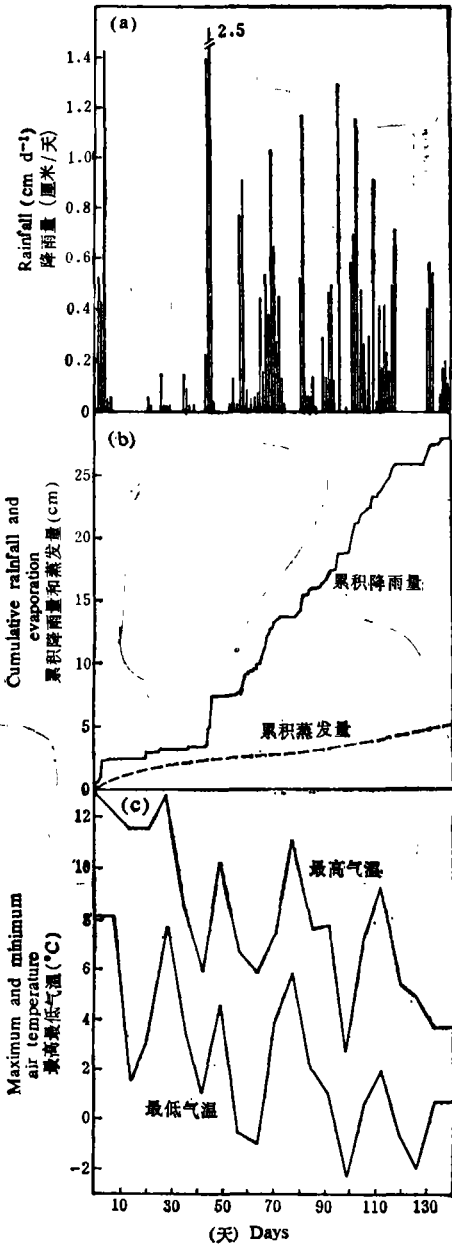 (a)
2.5
1.4
1.2
1.0
0.8
0.6
0.4
0.2
0
Rainfall (cm d⁻¹)
降雨量 (厘米/天)
(b)
25
20
15
10
5
0
Cumulative rainfall and
evaporation
累积降雨量和蒸发量(cm)
累积降雨量
累积蒸发量
(c)
10
8
6
4
2
0
-2
Maximum and minimum
air temperature
最高最低气温(°C)
最高气温
最低气温
10 30 50 70 90 110 130
(天) Days